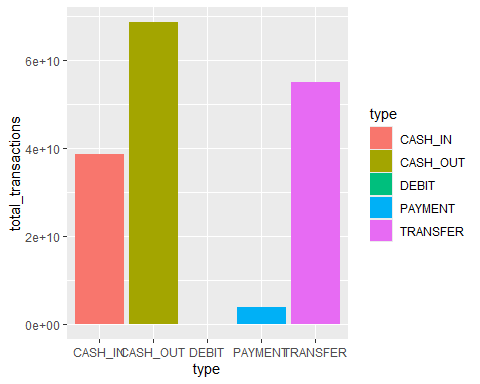 total_transactions
6e+10
4e+10
2e+10
0e+00
CASH_IN CASH_OUT DEBIT PAYMENT TRANSFER
type
type
CASH_IN
CASH_OUT
DEBIT
PAYMENT
TRANSFER